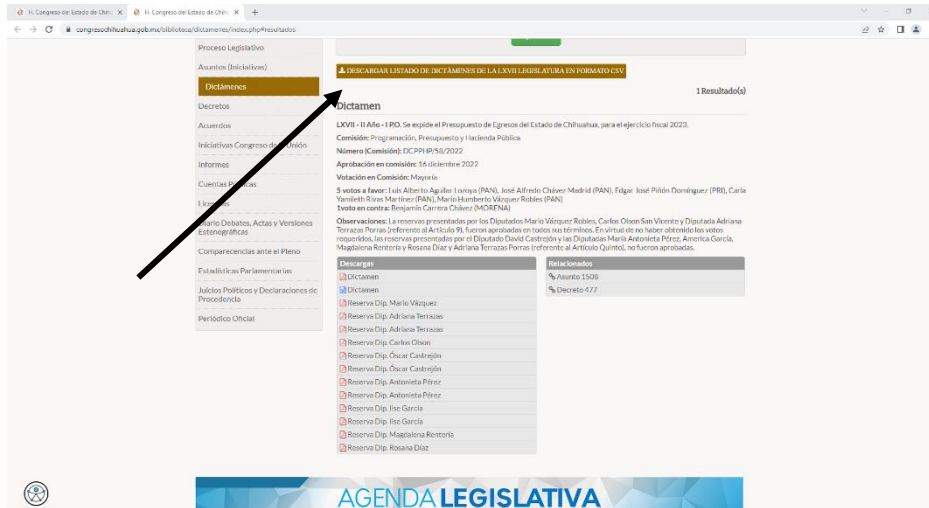 H. Congreso del Estado de Chihu
H. Congreso del Estado de Chihu
congresochihuahua.gob.mx/biblioteca/dictamenes/index.php#resultados
Proceso Legislativo
Asuntos (Iniciativas)
Dictámenes
Decretos
Acuerdos
Iniciativas Congreso de Unión
Informes
Cuentas Públicas
Diario Debates, Actas y Versiones
Estenográficas
Comparecencias ante el Pleno
Estadísticas Parlamentarias
Juicios Políticos y Declaraciones de
Procedencia
Periódico Oficial
DESCARGAR LISTADO DE DICTÁMENES DE LA LXVII LEGISLATURA EN FORMATO CSV
1 Resultado(s)
Dictamen
LXVII - II Año - I P.O. Se expide el Presupuesto de Egresos del Estado de Chihuahua, para el ejercicio fiscal 2023.
Comisión: Programación, Presupuesto y Hacienda Pública
Número (Comisión): DCPPHP/58/2022
Aprobación en comisión: 16 diciembre 2022
Votación en Comisión: Mayoría
5 votos a favor: Luis Alberto Aguilar Lozoya (PAN), José Alfredo Chávez Madrid (PAN), Edgar José Piñón Domínguez (PRI), Carla
Yamileth Rivas Martínez (PAN), Mario Humberto Vázquez Robles (PAN)
1voto en contra: Benjamín Carrera Chávez (MORENA)
Observaciones: La reservas presentadas por los Diputados Mario Vázquez Robles, Carlos Olson San Vicente y Diputada Adriana
Terrazas Porras (referente al Artículo 9), fueron aprobadas en todos sus términos. En virtud de no haber obtenido los votos
requeridos, las reservas presentadas por el Diputado David Castrejón y las Diputadas María Antonieta Pérez, America García,
Magdalena Rentería y Rosana Díaz y Adriana Terrazas Porras (referente al Artículo Quinto), no fueron aprobadas.
Descargas
Dictamen
Dictamen
Reserva Dip. Mario Vázquez
Reserva Dip. Adriana Terrazas
Reserva Dip. Adriana Terrazas
Reserva Dip. Carlos Olson
Reserva Dip. Óscar Castrejón
Reserva Dip. Óscar Castrejón
Reserva Dip. Antonieta Pérez
Reserva Dip. Antonieta Pérez
Reserva Dip. Ilse García
Reserva Dip. Ilse García
Reserva Dip. Magdalena Rentería
Reserva Dip. Rosana Díaz
Relacionados
Asunto 1508
Decreto 477
AGENDA LEGISLATIVA